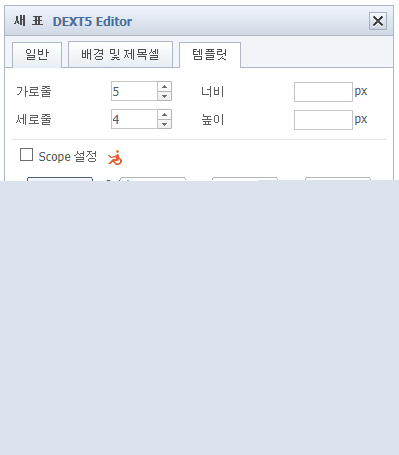 새 표 DEXT5 Editor
일반 배경 및 제목셀 템플릿
가로줄 5 너비 px
세로줄 4 높이 px
Scope 설정